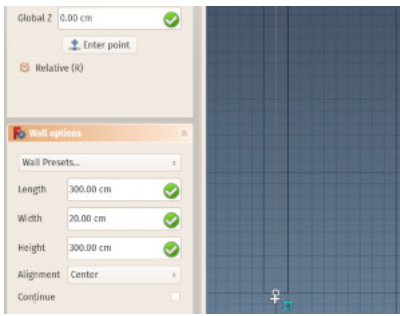 Global Z 0.00 cm
Enter point
Relative (R)
Wall options
Wall Presets...
Length 300.00 cm
Width 20.00 cm
Height 300.00 cm
Alignment Center
Continue